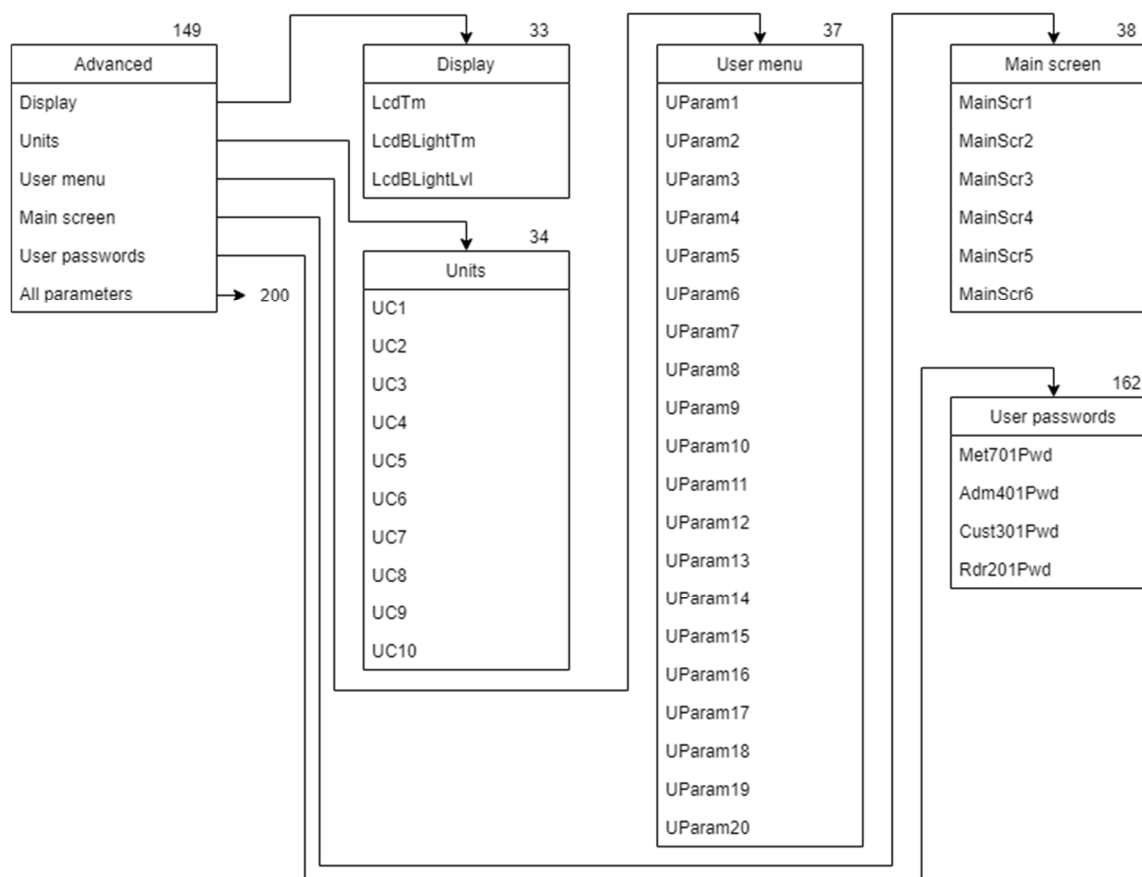 149
Advanced
Display
Units
User menu
Main screen
User passwords
All parameters
200
33
Display
LcdTm
LcdBLightTm
LcdBLightLvl
34
Units
UC1
UC2
UC3
UC4
UC5
UC6
UC7
UC8
UC9
UC10
37
User menu
UParam1
UParam2
UParam3
UParam4
UParam5
UParam6
UParam7
UParam8
UParam9
UParam10
UParam11
UParam12
UParam13
UParam14
UParam15
UParam16
UParam17
UParam18
UParam19
UParam20
38
Main screen
MainScr1
MainScr2
MainScr3
MainScr4
MainScr5
MainScr6
162
User passwords
Met701Pwd
Adm401Pwd
Cust301Pwd
Rdr201Pwd